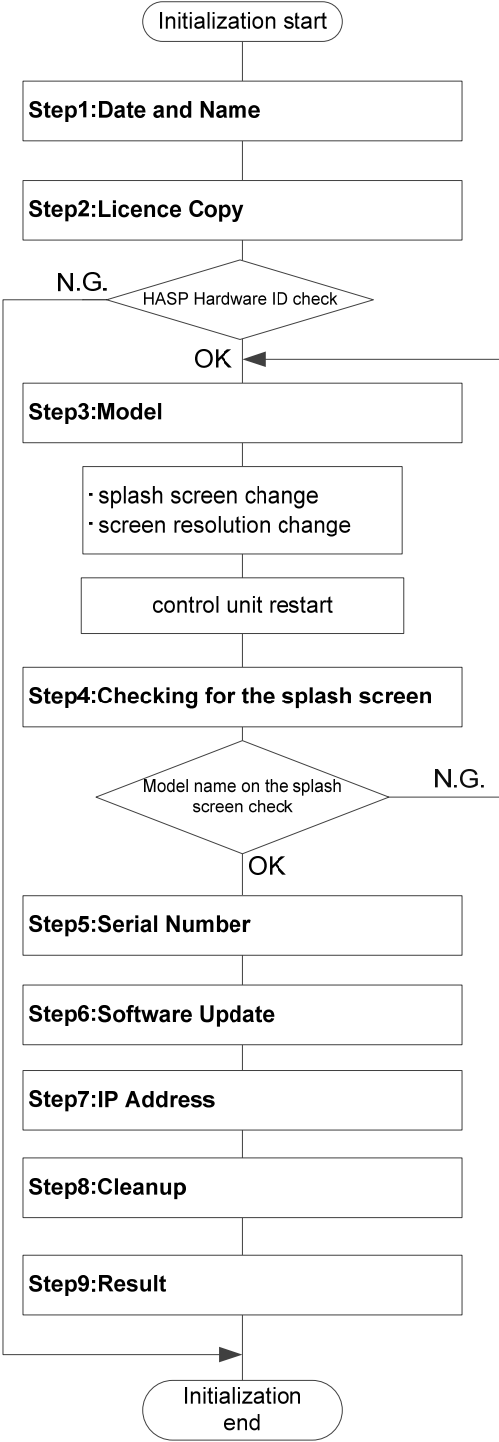 Initialization start
Step1:Date and Name
Step2:Licence Copy
N.G.
HASP Hardware ID check
OK
Step3:Model
· splash screen change
· screen resolution change
control unit restart
Step4:Checking for the splash screen
N.G.
Model name on the splash
screen check
OK
Step5:Serial Number
Step6:Software Update
Step7:IP Address
Step8:Cleanup
Step9:Result
Initialization
end